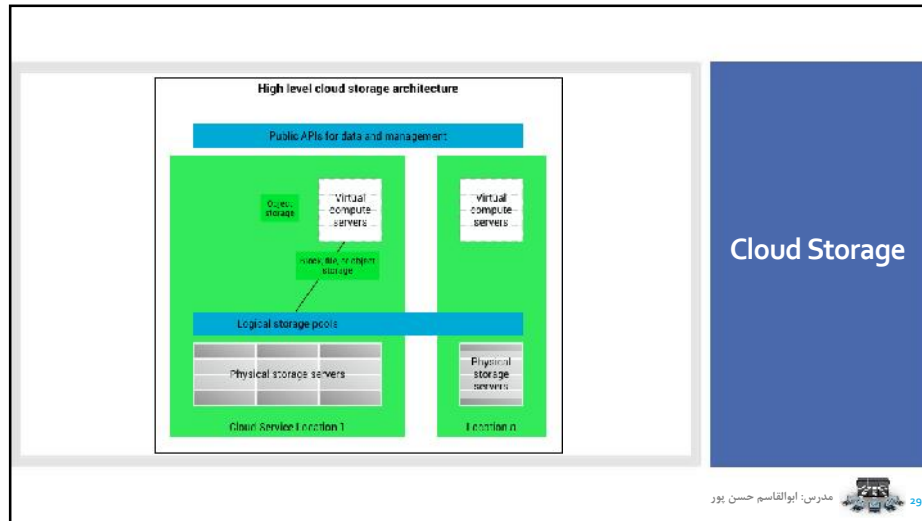 High level cloud storage architecture
Public APIs for data and management
Object
storage
Virtual
compute
servers
Virtual
compute
servers
Block, file, or object
storage
Logical storage pools
Physical storage servers
Physical
storage
servers
Cloud Service Location 1
Location n
Cloud Storage
مدرس: ابوالقاسم حسن پور
29